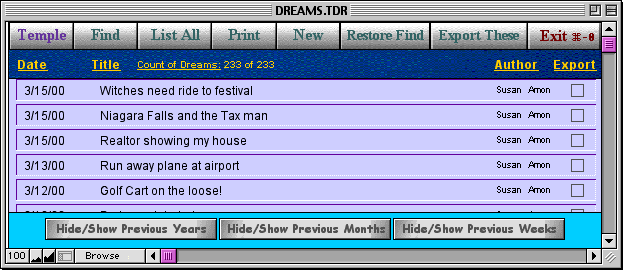 DREAMS.TDR
Temple Find List All Print New Restore Find Export These Exit ⌘-0
Date Title Count of Dreams: 233 of 233 Author Export
3/15/00 Witches need ride to festival Susan Amon
3/15/00 Niagara Falls and the Tax man Susan Amon
3/15/00 Realtor showing my house Susan Amon
3/13/00 Run away plane at airport Susan Amon
3/12/00 Golf Cart on the loose! Susan Amon
Hide/Show Previous Years Hide/Show Previous Months Hide/Show Previous Weeks
100 Browse